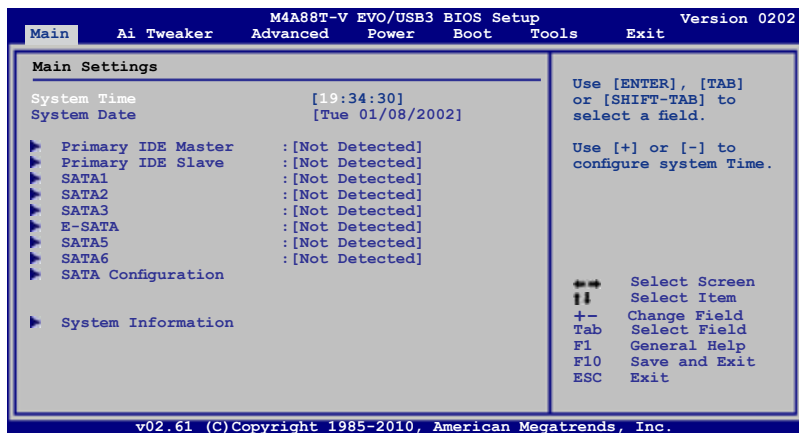 M4A88T-V EVO/USB3 BIOS Setup Version 0202
Main Ai Tweaker Advanced Power Boot Tools Exit
Main Settings
System Time [19:34:30]
System Date [Tue 01/08/2002]
Primary IDE Master :[Not Detected]
Primary IDE Slave :[Not Detected]
SATA1 :[Not Detected]
SATA2 :[Not Detected]
SATA3 :[Not Detected]
E-SATA :[Not Detected]
SATA5 :[Not Detected]
SATA6 :[Not Detected]
SATA Configuration
System Information
Use [ENTER], [TAB]
or [SHIFT-TAB] to
select a field.
Use [+] or [-] to
configure system Time.
Select Screen
Select Item
+- Change Field
Tab Select Field
F1 General Help
F10 Save and Exit
ESC Exit
v02.61 (C)Copyright 1985-2010, American Megatrends, Inc.